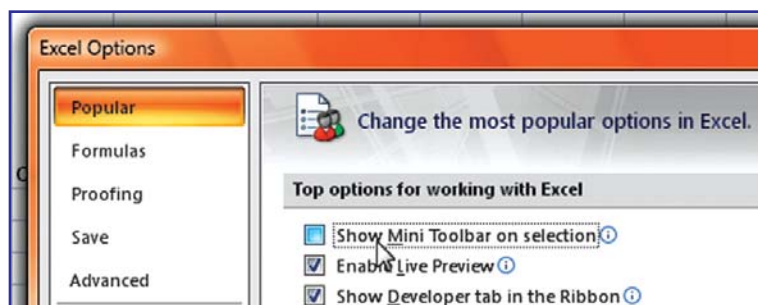 Excel Options
Popular
Formulas
Proofing
Save
Advanced
Change the most popular options in Excel.
Top options for working with Excel
Show Mini Toolbar on selection
Enable Live Preview
Show Developer tab in the Ribbon